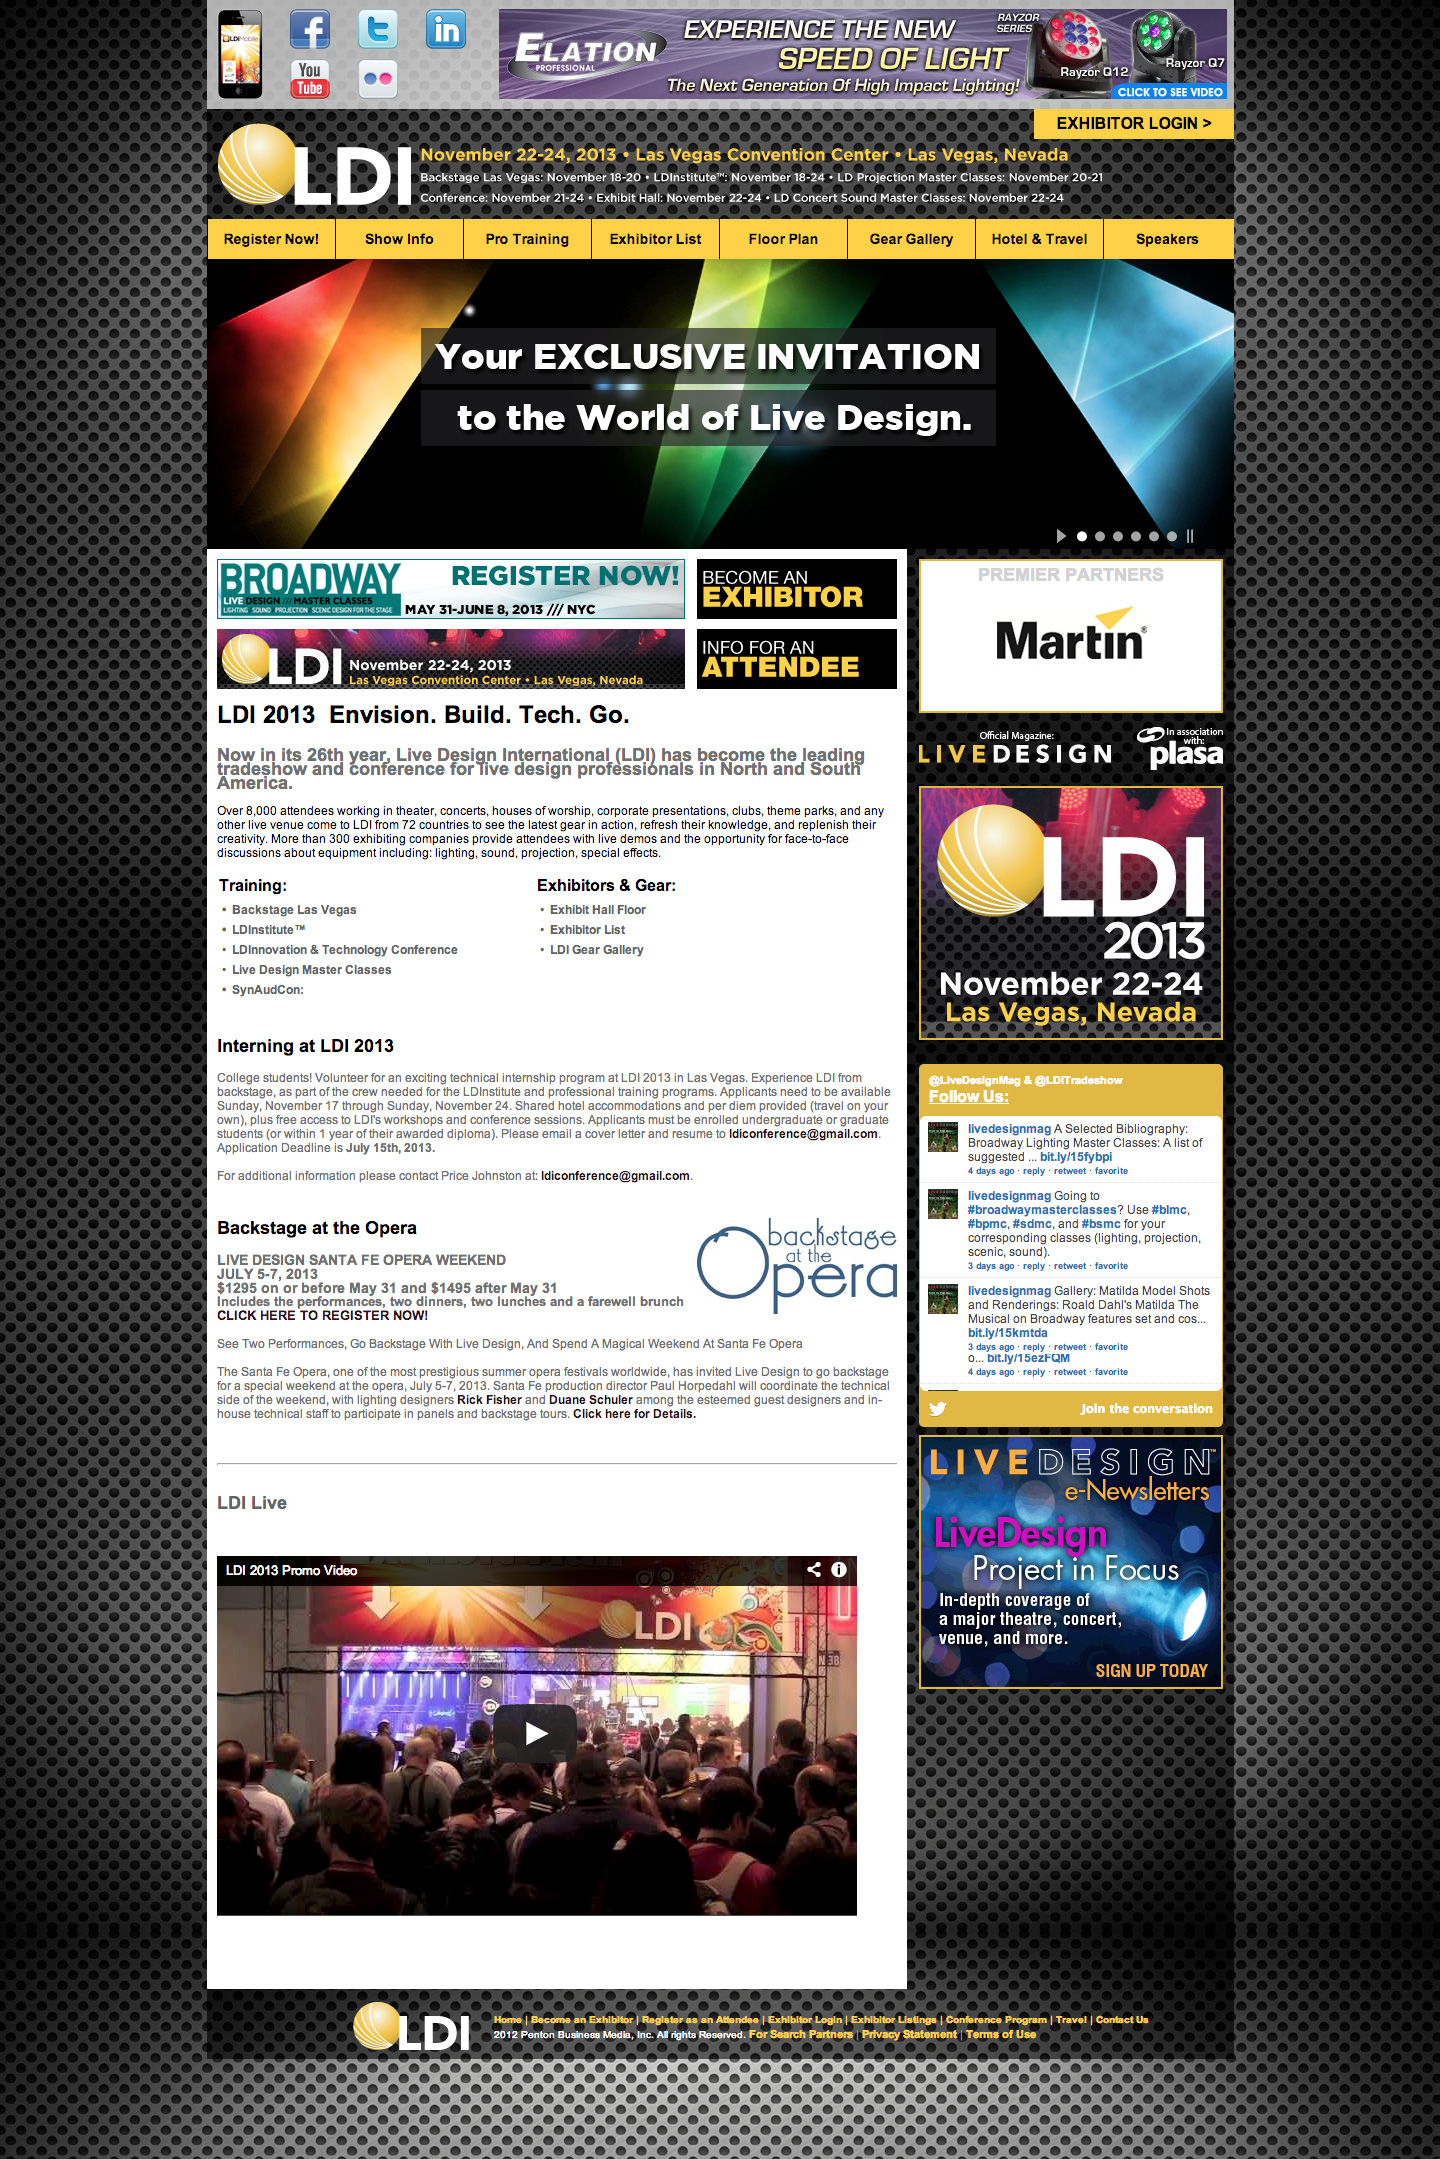 LDIMobile
You
Tube
ELATION
PROFESSIONAL
EXPERIENCE THE NEW
SPEED OF LIGHT
The Next Generation Of High Impact Lighting!
RAYZOR
SERIES
Rayzor Q12
Rayzor Q7
CLICK TO SEE VIDEO
EXHIBITOR LOGIN >
LDI
November 22-24, 2013 • Las Vegas Convention Center • Las Vegas, Nevada
Backstage Las Vegas: November 18-20 • LDInstitute™: November 18-24 • LD Projection Master Classes: November 20-21
Conference: November 21-24 • Exhibit Hall: November 22-24 • LD Concert Sound Master Classes: November 22-24
Register Now!
Show Info
Pro Training
Exhibitor List
Floor Plan
Gear Gallery
Hotel & Travel
Speakers
Your EXCLUSIVE INVITATION
to the World of Live Design.
BROADWAY
LIVE DESIGN /// MASTER CLASSES
LIGHTING SOUND PROJECTION SCENIC DESIGN FOR THE STAGE
REGISTER NOW!
MAY 31-JUNE 8, 2013 /// NYC
BECOME AN
EXHIBITOR
LDI
November 22-24, 2013
Las Vegas Convention Center • Las Vegas, Nevada
INFO FOR AN
ATTENDEE
LDI 2013  Envision. Build. Tech. Go.
Now in its 26th year, Live Design International (LDI) has become the leading
tradeshow and conference for live design professionals in North and South
America.
Over 8,000 attendees working in theater, concerts, houses of worship, corporate presentations, clubs, theme parks, and any
other live venue come to LDI from 72 countries to see the latest gear in action, refresh their knowledge, and replenish their
creativity. More than 300 exhibiting companies provide attendees with live demos and the opportunity for face-to-face
discussions about equipment including: lighting, sound, projection, special effects.
Training:
• Backstage Las Vegas
• LDInstitute™
• LDInnovation & Technology Conference
• Live Design Master Classes
• SynAudCon:
Exhibitors & Gear:
• Exhibit Hall Floor
• Exhibitor List
• LDI Gear Gallery
Interning at LDI 2013
College students! Volunteer for an exciting technical internship program at LDI 2013 in Las Vegas. Experience LDI from
backstage, as part of the crew needed for the LDInstitute and professional training programs. Applicants need to be available
Sunday, November 17 through Sunday, November 24. Shared hotel accommodations and per diem provided (travel on your
own), plus free access to LDI's workshops and conference sessions. Applicants must be enrolled undergraduate or graduate
students (or within 1 year of their awarded diploma). Please email a cover letter and resume to ldiconference@gmail.com.
Application Deadline is July 15th, 2013.
For additional information please contact Price Johnston at: ldiconference@gmail.com.
Backstage at the Opera
LIVE DESIGN SANTA FE OPERA WEEKEND
JULY 5-7, 2013
$1295 on or before May 31 and $1495 after May 31
Includes the performances, two dinners, two lunches and a farewell brunch
CLICK HERE TO REGISTER NOW!
backstage
at the
Opera
See Two Performances, Go Backstage With Live Design, And Spend A Magical Weekend At Santa Fe Opera
The Santa Fe Opera, one of the most prestigious summer opera festivals worldwide, has invited Live Design to go backstage
for a special weekend at the opera, July 5-7, 2013. Santa Fe production director Paul Horpedahl will coordinate the technical
side of the weekend, with lighting designers Rick Fisher and Duane Schuler among the esteemed guest designers and in-
house technical staff to participate in panels and backstage tours. Click here for Details.
LDI Live
LDI 2013 Promo Video
LDI
N3B
PREMIER PARTNERS
Martin®
Official Magazine:
LIVEDESIGN
In association
with:
plasa
LDI
2013
November 22-24
Las Vegas, Nevada
@LiveDesignMag & @LDITradeshow
Follow Us:
livedesignmag A Selected Bibliography:
Broadway Lighting Master Classes: A list of
suggested ... bit.ly/15fybpi
4 days ago · reply · retweet · favorite
livedesignmag Going to
#broadwaymasterclasses? Use #blmc,
#bpmc, #sdmc, and #bsmc for your
corresponding classes (lighting, projection,
scenic, sound).
3 days ago · reply · retweet · favorite
livedesignmag Gallery: Matilda Model Shots
and Renderings: Roald Dahl's Matilda The
Musical on Broadway features set and cos...
bit.ly/15kmtda
3 days ago · reply · retweet · favorite
o... bit.ly/15ezFQM
4 days ago · reply · retweet · favorite
Join the conversation
LIVEDESIGN™
e-Newsletters
LiveDesign
Project in Focus
In-depth coverage of
a major theatre, concert,
venue, and more.
SIGN UP TODAY
LDI
Home | Become an Exhibitor | Register as an Attendee | Exhibitor Login | Exhibitor Listings | Conference Program | Travel | Contact Us
2012 Penton Business Media, Inc. All rights Reserved. For Search Partners | Privacy Statement | Terms of Use